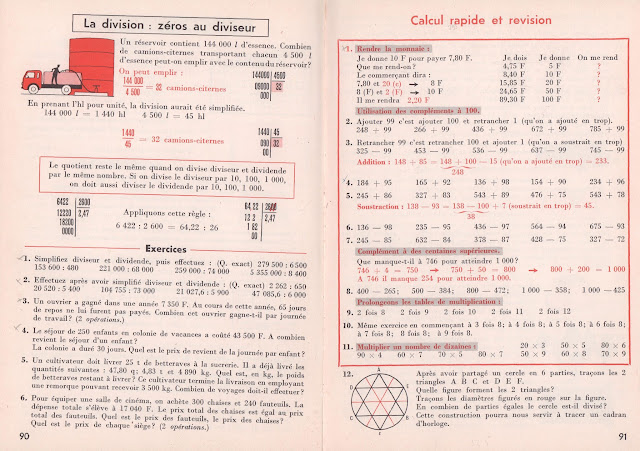 La division : zéros au diviseur
Un réservoir contient 144 000 l d'essence. Combien
de camions-citernes transportant chacun 4 500 l
d'essence peut-on emplir avec le contenu du réservoir?
On peut emplir :
144 000
4 500
= 32 camions-citernes
144000 | 4500
09000 | 32
000
En prenant l'hl pour unité, la division aurait été simplifiée.
144 000 l = 1 440 hl 4 500 l = 45 hl
1440
45
= 32 camions-citernes
1440 | 45
090 | 32
00
Le quotient reste le même quand on divise diviseur et dividende
par le même nombre. Si on divise le diviseur par 10, 100, 1 000,
on doit aussi diviser le dividende par 10, 100, 1 000.
6422 | 2600
12220 | 2,47
18200
0000
Appliquons cette règle :
6 422 : 2 600 = 64,22 : 26
64,22 | 26
12 2 | 2,47
1 82
00
Exercices
1. Simplifiez diviseur et dividende, puis effectuez : (Q. exact) 279 500 : 6 500
153 600 : 480 221 000 : 68 000 259 000 : 74 000 5 355 000 : 8 400
2. Effectuez après avoir simplifié diviseur et dividende : (Q. exact) 2 262 : 650
20 520 : 5 400 104 755 : 73 000 21 027,6 : 5 900 47 085,6 : 6 000
3. Un ouvrier a gagné dans une année 7 350 F. Au cours de cette année, 65 jours
de repos ne lui furent pas payés. Combien cet ouvrier gagne-t-il par journée
de travail? (2 opérations.)
4. Le séjour de 250 enfants en colonie de vacances a coûté 43 500 F. A combien
revient le séjour d'un enfant?
La colonie a duré 30 jours. Quel est le prix de revient de la journée par enfant?
5. Un cultivateur doit livrer 25 t de betteraves à la sucrerie. Il a déjà livré les
quantités suivantes : 47,80 q; 4,83 t et 4 890 kg. Quel est, en kg, le poids
de betteraves restant à livrer? Ce cultivateur termine la livraison en employant
une remorque pouvant recevoir 3 500 kg. Combien de voyages doit-il effectuer?
6. Pour équiper une salle de cinéma, on achète 300 chaises et 240 fauteuils. La
dépense totale s'élève à 17 040 F. Le prix total des chaises est égal au prix
total des fauteuils. Quel est le prix des fauteuils, le prix des chaises?
Quel est le prix de chaque siège? (2 opérations.)
90
Calcul rapide et revision
1. Rendre la monnaie :
Je donne 10 F pour payer 7,80 F. Je dois Je donne On me rend
Que me rend-on? 4,75 F 5 F ?
Le commerçant dira : 8,40 F 10 F ?
7,80 et 20 (c) → 8 F 15,85 F 20 F ?
8 (F) et 2 (F) → 10 F 24,65 F 50 F ?
Il me rendra 2,20 F 89,30 F 100 F ?
Utilisation des compléments à 100.
2. Ajouter 99 c'est ajouter 100 et retrancher 1 (qu'on a ajouté en trop).
248 + 99 266 + 99 436 + 99 672 + 99 785 + 99
3. Retrancher 99 c'est retrancher 100 et ajouter 1 (qu'on a soustrait en trop)
325 — 99 453 — 99 536 — 99 637 — 99 745 — 99
Addition : 148 + 85 = 148 + 100 — 15 (qu'on a ajouté en trop) = 233.
248
4. 184 + 95 165 + 92 136 + 98 154 + 90 234 + 96
5. 245 + 86 327 + 83 543 + 89 476 + 75 543 + 78
Soustraction : 138 — 93 = 138 — 100 + 7 (soustrait en trop) = 45.
38
6. 136 — 98 235 — 95 436 — 97 564 — 94 675 — 93
7. 245 — 85 632 — 84 378 — 87 428 — 75 327 — 72
Complément à des centaines supérieures.
Que manque-t-il à 746 pour atteindre 1 000?
746 + 4 = 750 → 750 + 50 = 800 → 800 + 200 = 1 000
A 746 il manque 254 pour atteindre 1000.
8. 400 — 265; 500 — 384; 800 — 472; 1 000 — 358; 1 000 — 425
Prolongeons les tables de multiplication :
9. 2 fois 8 2 fois 9 2 fois 10 2 fois 11 2 fois 12
10. Même exercice en commençant à 3 fois 8; à 4 fois 8; à 5 fois 8; à 6 fois 8;
à 7 fois 8; 8 fois 8; à 9 fois 8.
11. Multiplier un nombre de dizaines : 20 × 3 50 × 5 80 × 6
90 × 4 60 × 7 70 × 5 80 × 7 50 × 9 60 × 8 70 × 9
12. Après avoir partagé un cercle en 6 parties, traçons les 2
triangles A B C et D E F.
Quelle figure forment les 2 triangles?
Traçons les diamètres figurés en rouge sur la figure.
En combien de parties égales le cercle est-il divisé?
Cette construction pourra nous servir à tracer un cadran
d'horloge.
91